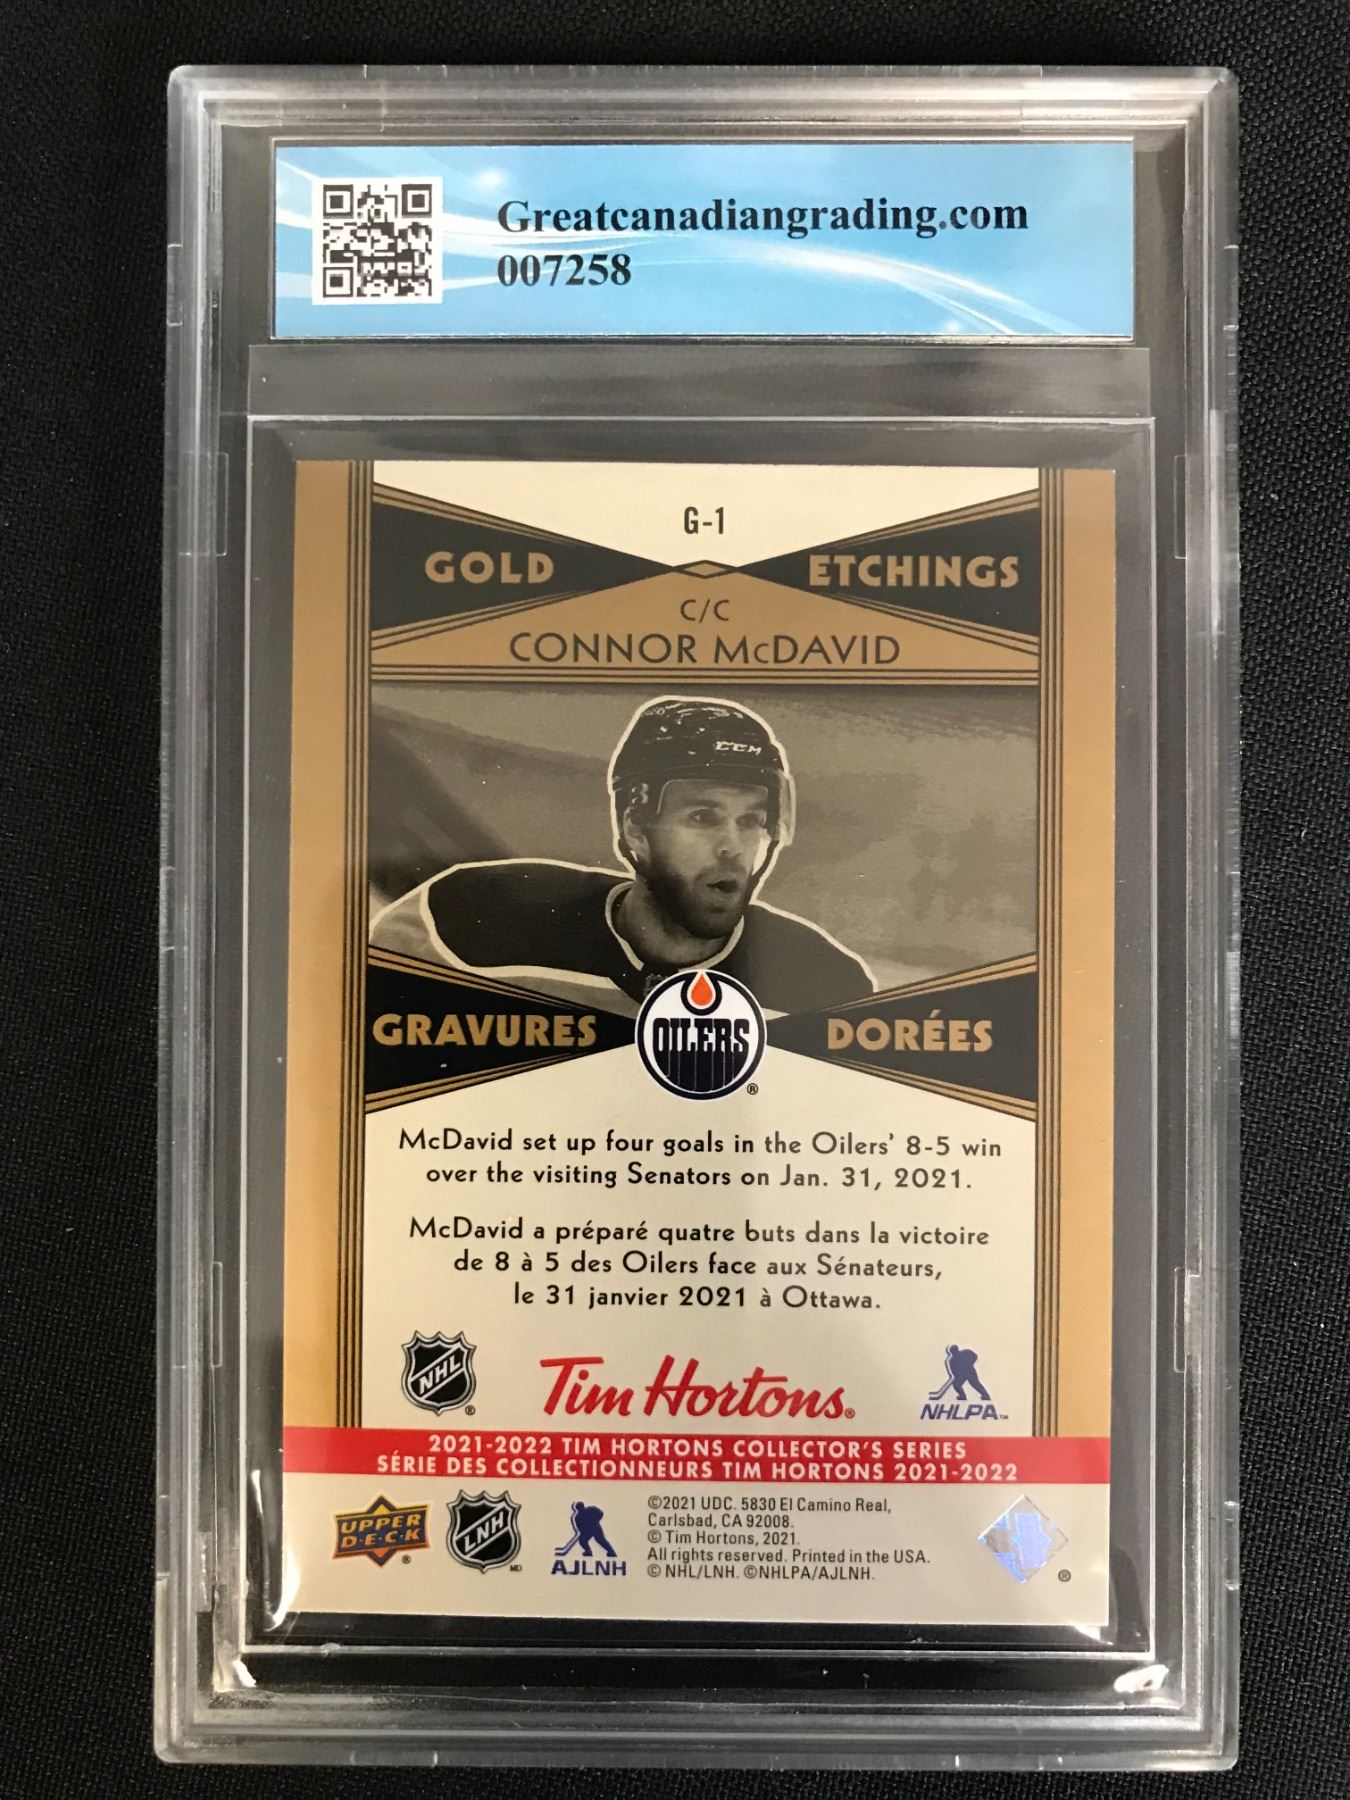 Greatcanadiangrading.com
007258
G-1
GOLD ETCHINGS
C/C
CONNOR McDAVID
CCM
3
GRAVURES OILERS DORÉES
®
McDavid set up four goals in the Oilers' 8-5 win
over the visiting Senators on Jan. 31, 2021.
McDavid a préparé quatre buts dans la victoire
de 8 à 5 des Oilers face aux Sénateurs,
le 31 janvier 2021 à Ottawa.
NHL ® Tim Hortons® NHLPA™
2021-2022 TIM HORTONS COLLECTOR'S SERIES
SÉRIE DES COLLECTIONNEURS TIM HORTONS 2021-2022
UPPER
D·E·C·K ®
LNH MD
AJLNH
©2021 UDC. 5830 El Camino Real,
Carlsbad, CA 92008.
© Tim Hortons, 2021.
All rights reserved. Printed in the USA.
© NHL/LNH. ©NHLPA/AJLNH.
®